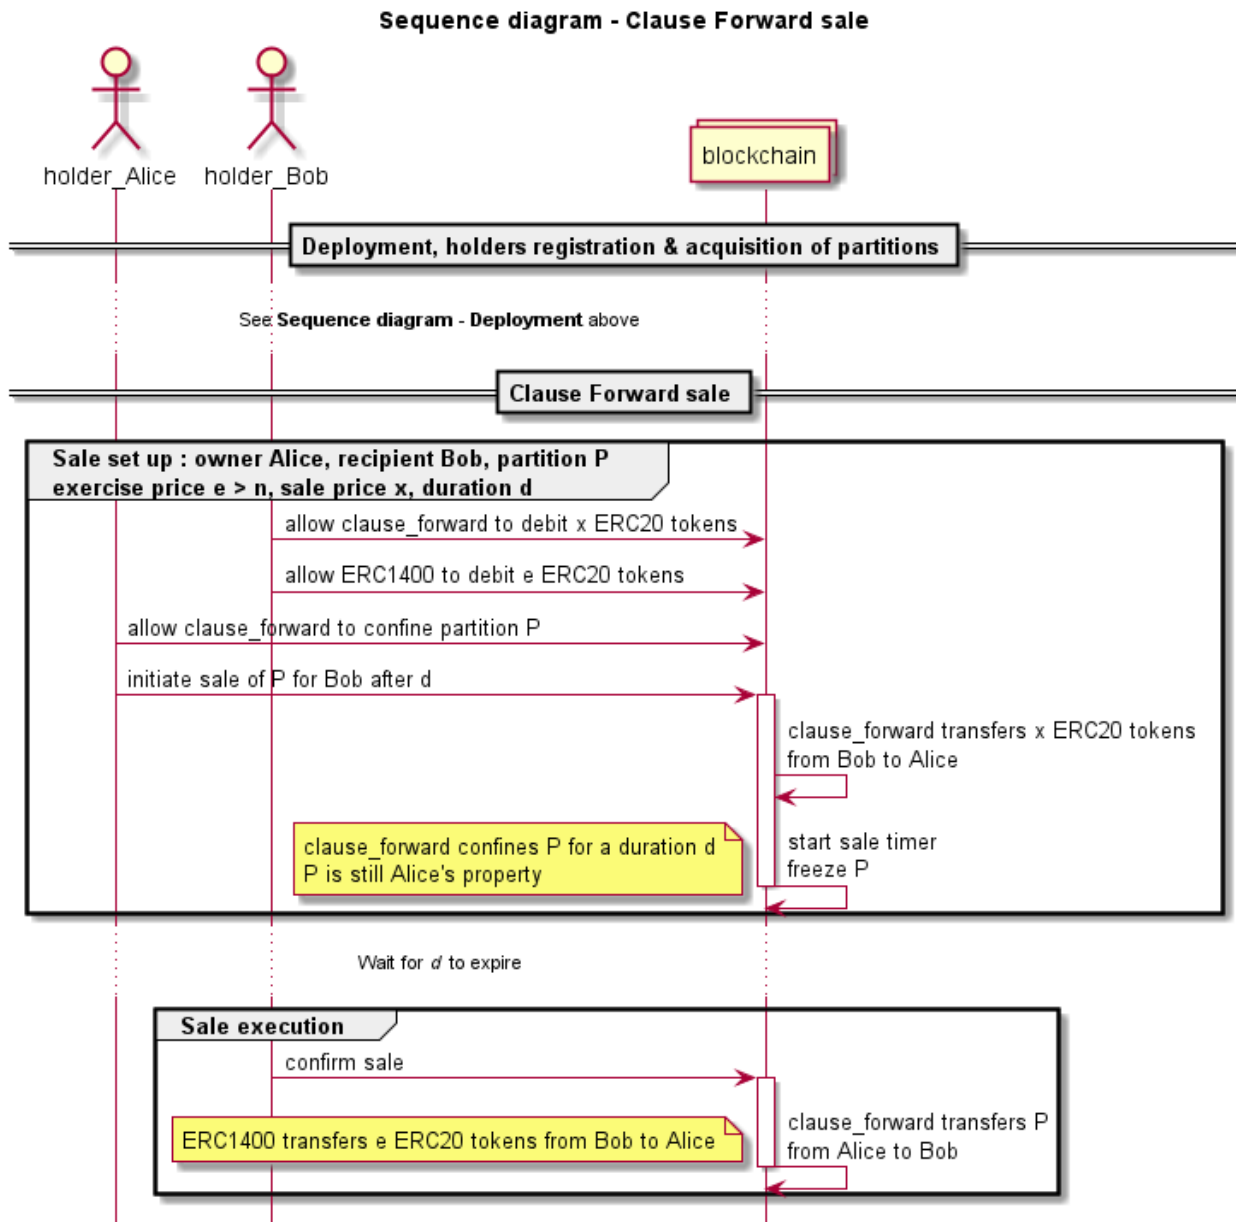 Sequence diagram - Clause Forward sale
holder_Alice
holder_Bob
blockchain
Deployment, holders registration & acquisition of partitions
See Sequence diagram - Deployment above
Clause Forward sale
Sale set up : owner Alice, recipient Bob, partition P
exercise price e > n, sale price x, duration d
allow clause_forward to debit x ERC20 tokens
allow ERC1400 to debit e ERC20 tokens
allow clause_forward to confine partition P
initiate sale of P for Bob after d
clause_forward transfers x ERC20 tokens
from Bob to Alice
clause_forward confines P for a duration d
P is still Alice's property
start sale timer
freeze P
Wait for d to expire
Sale execution
confirm sale
ERC1400 transfers e ERC20 tokens from Bob to Alice
clause_forward transfers P
from Alice to Bob